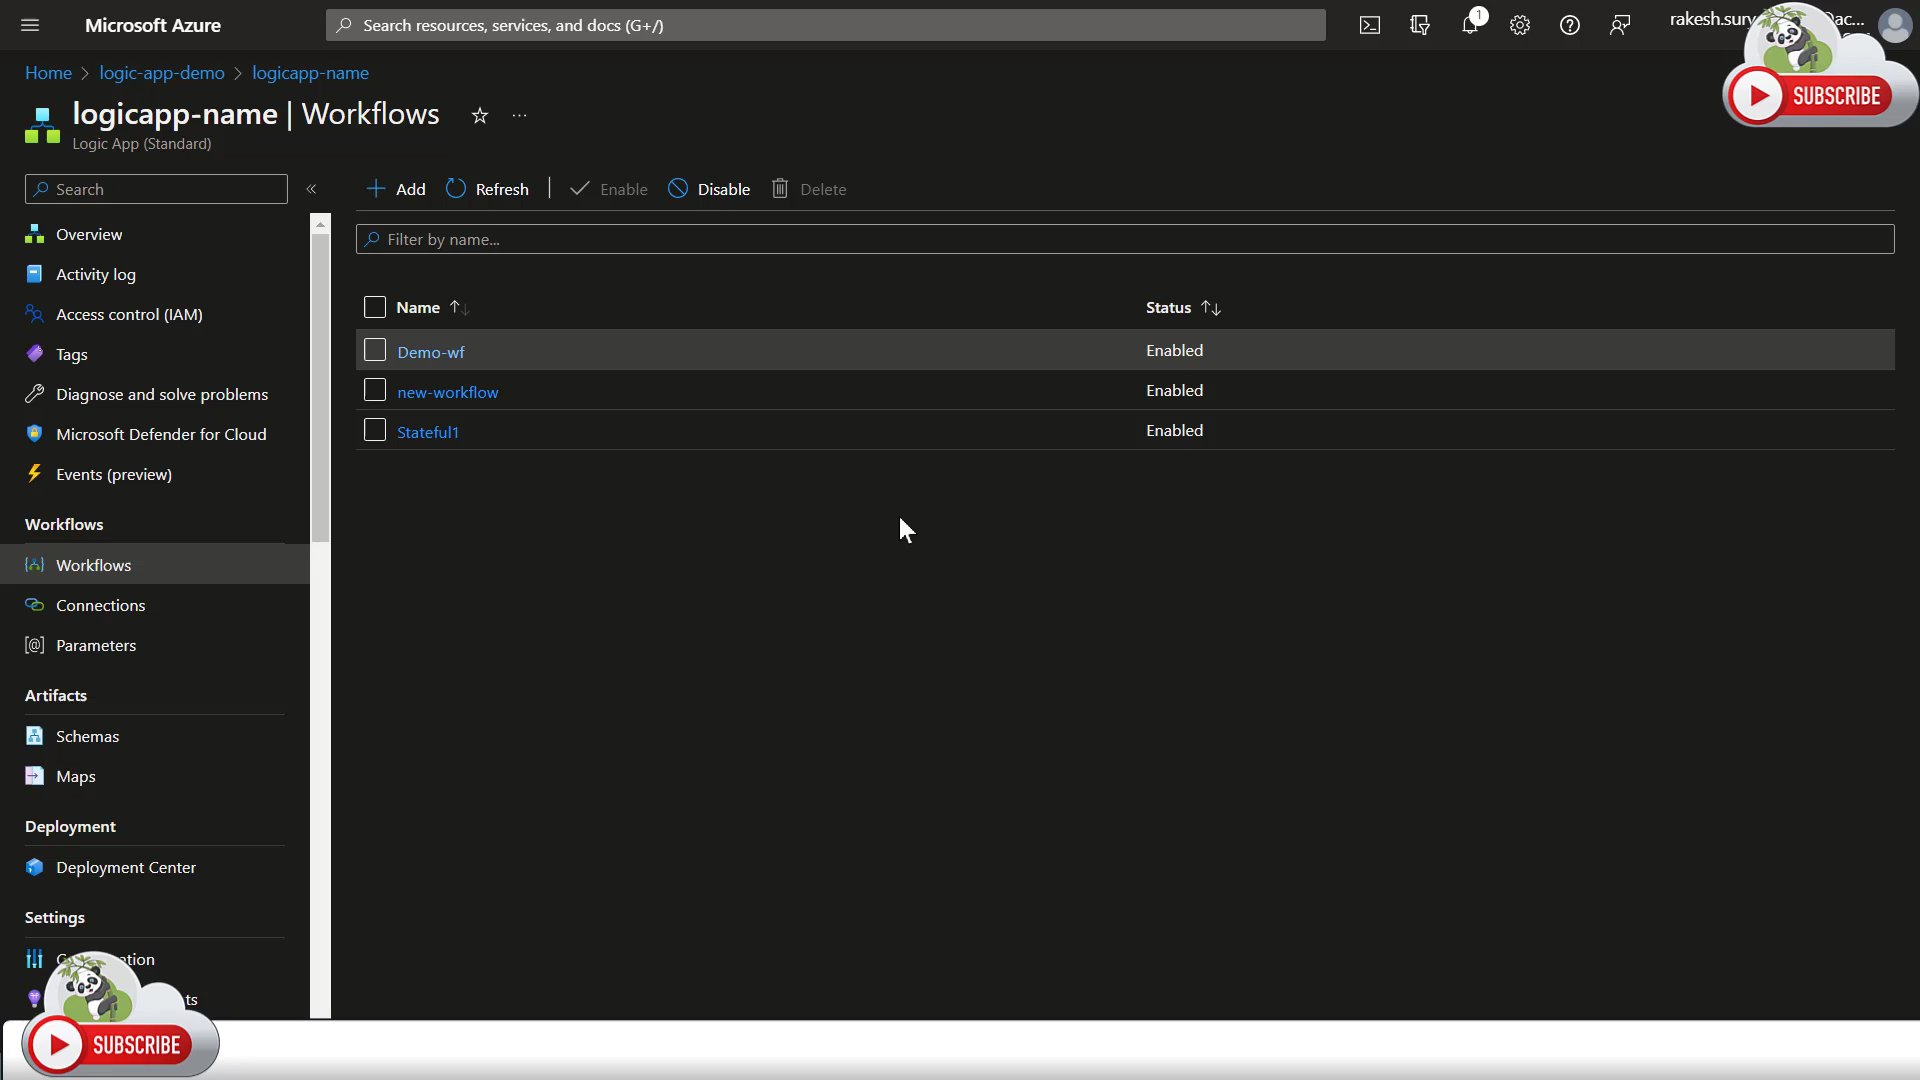 Microsoft Azure
Search resources, services, and docs (G+/)
1
Home > logic-app-demo > logicapp-name
logicapp-name | Workflows
Logic App (Standard)
SUBSCRIBE
Search
Add Refresh Enable Disable Delete
Filter by name...
Overview
Activity log
Access control (IAM)
Tags
Diagnose and solve problems
Microsoft Defender for Cloud
Events (preview)
Name Status
Demo-wf Enabled
new-workflow Enabled
Stateful1 Enabled
Workflows
Workflows
Connections
Parameters
Artifacts
Schemas
Maps
Deployment
Deployment Center
Settings
SUBSCRIBE